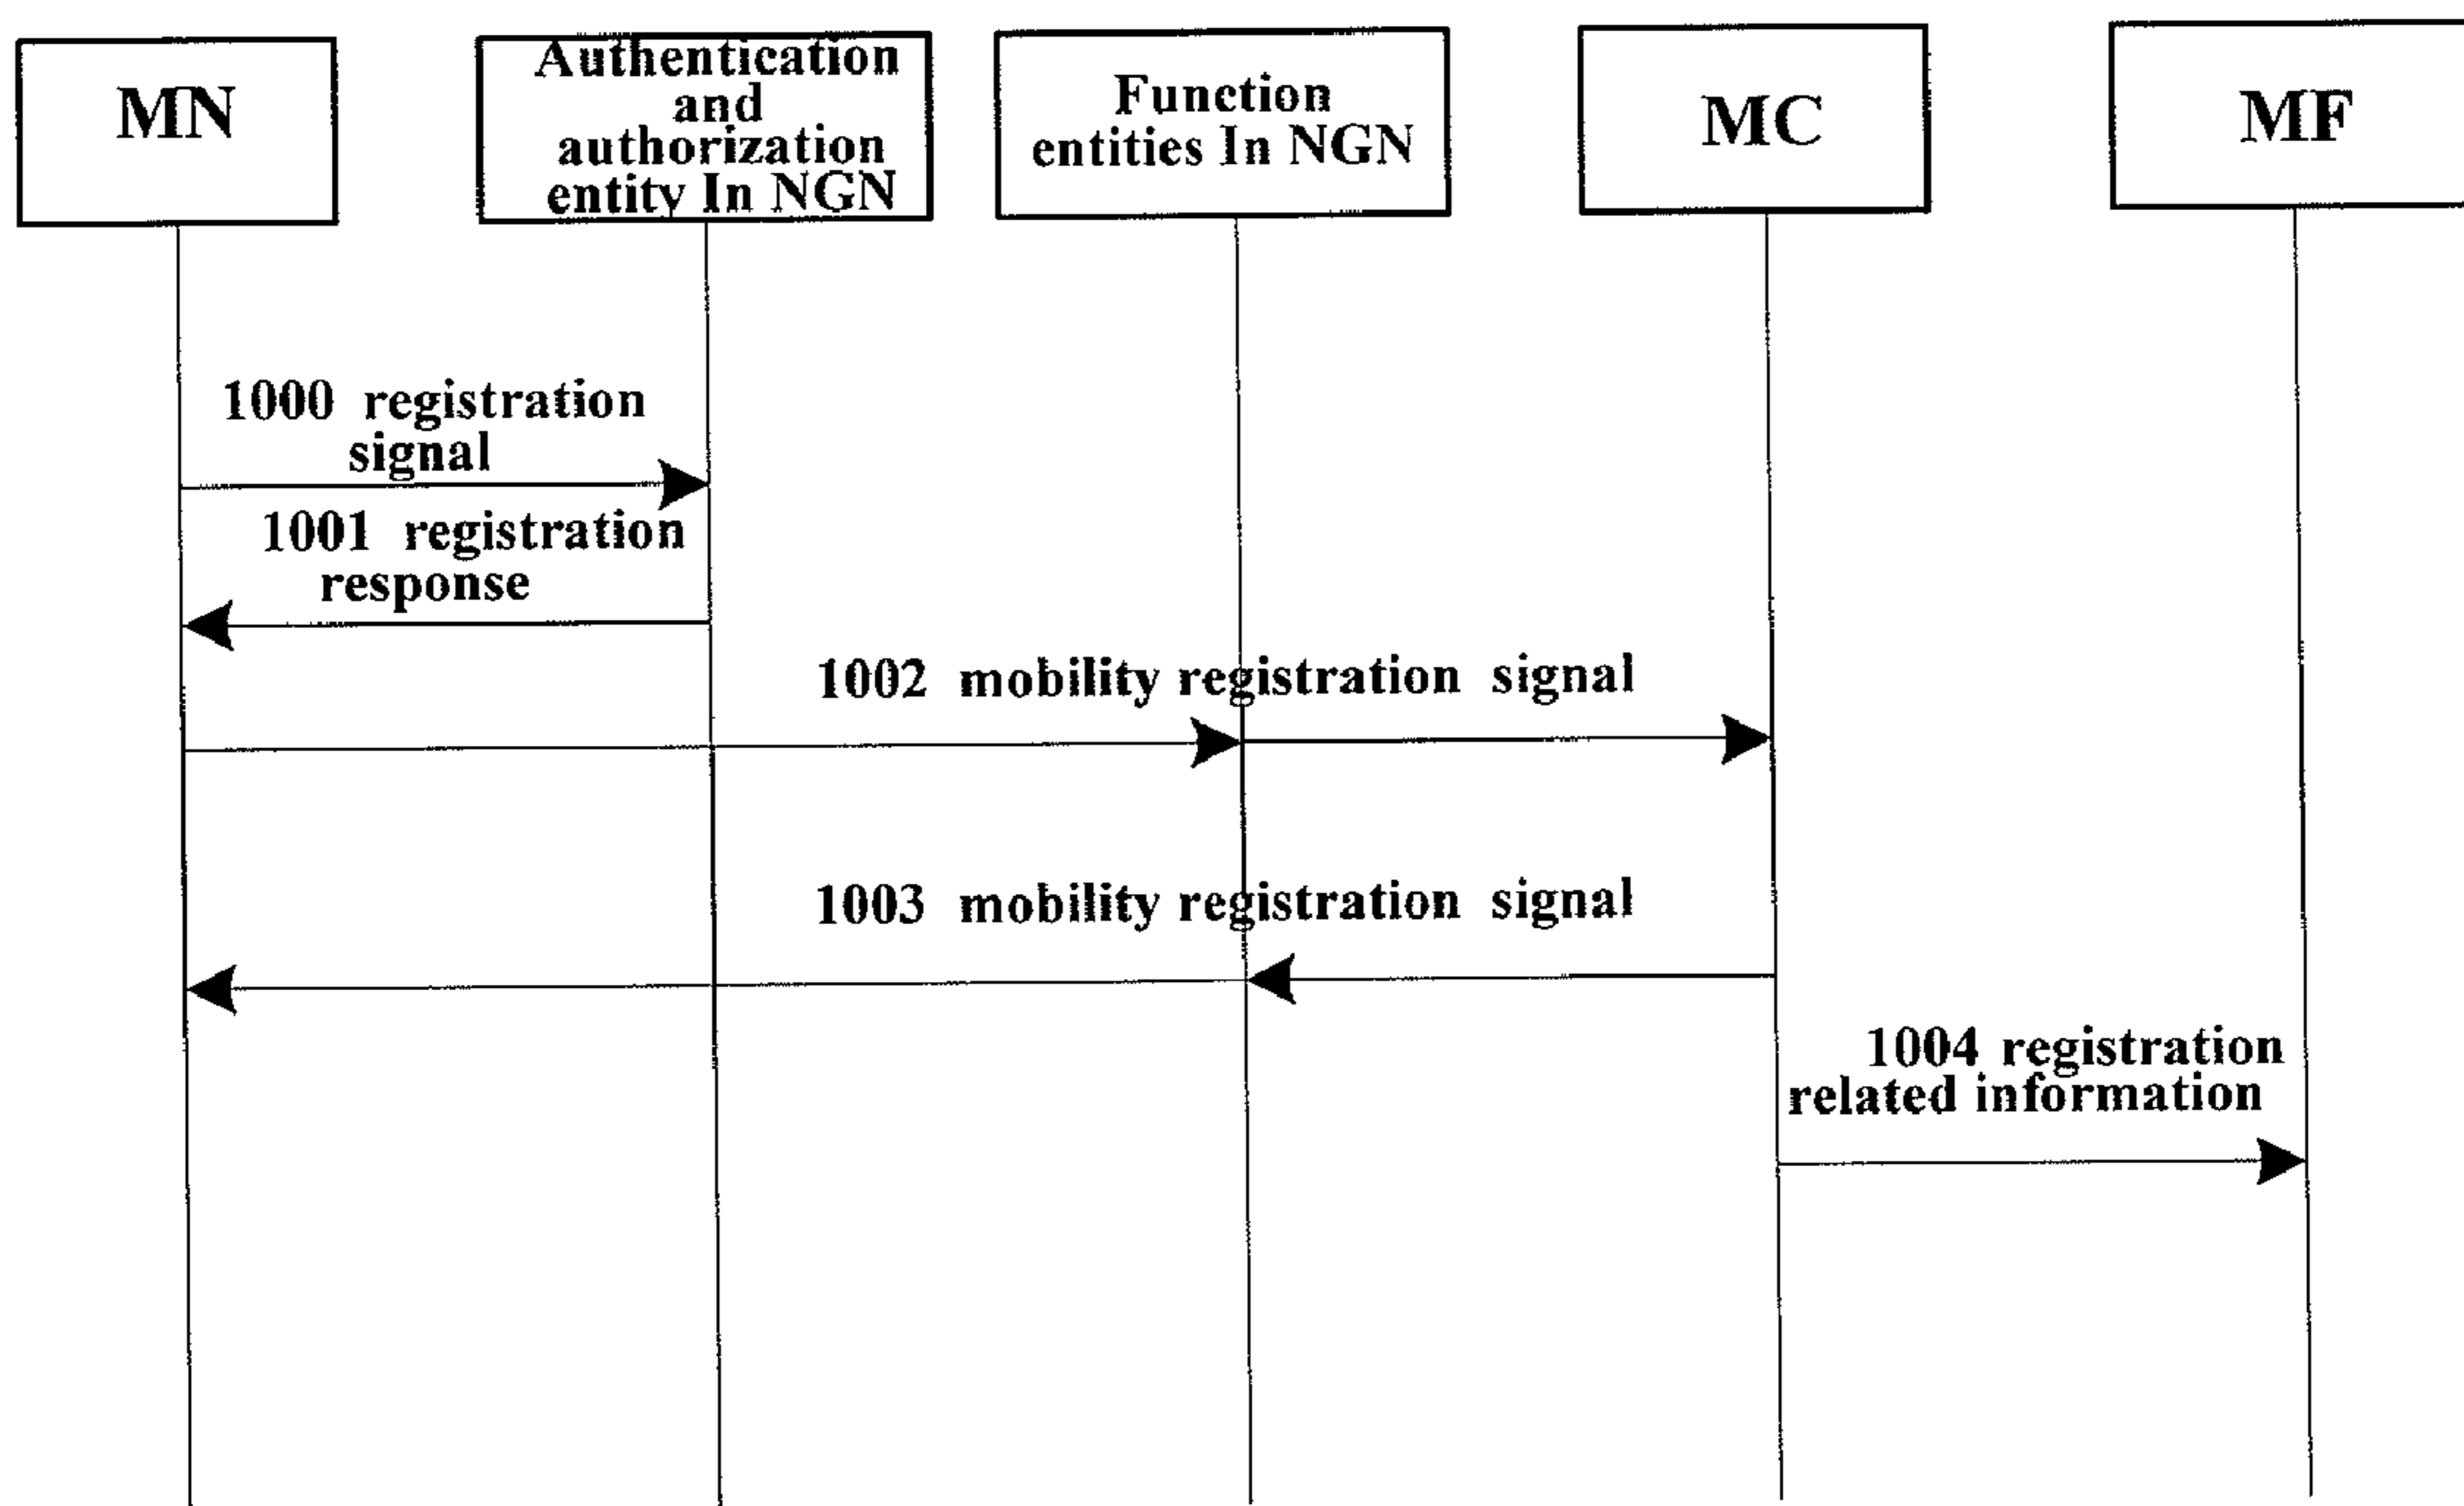 MN
Authentication
and
authorization
entity In NGN
Function
entities In NGN
MC
MF
1000 registration
signal
1001 registration
response
1002 mobility registration signal
1003 mobility registration signal
1004 registration
related information